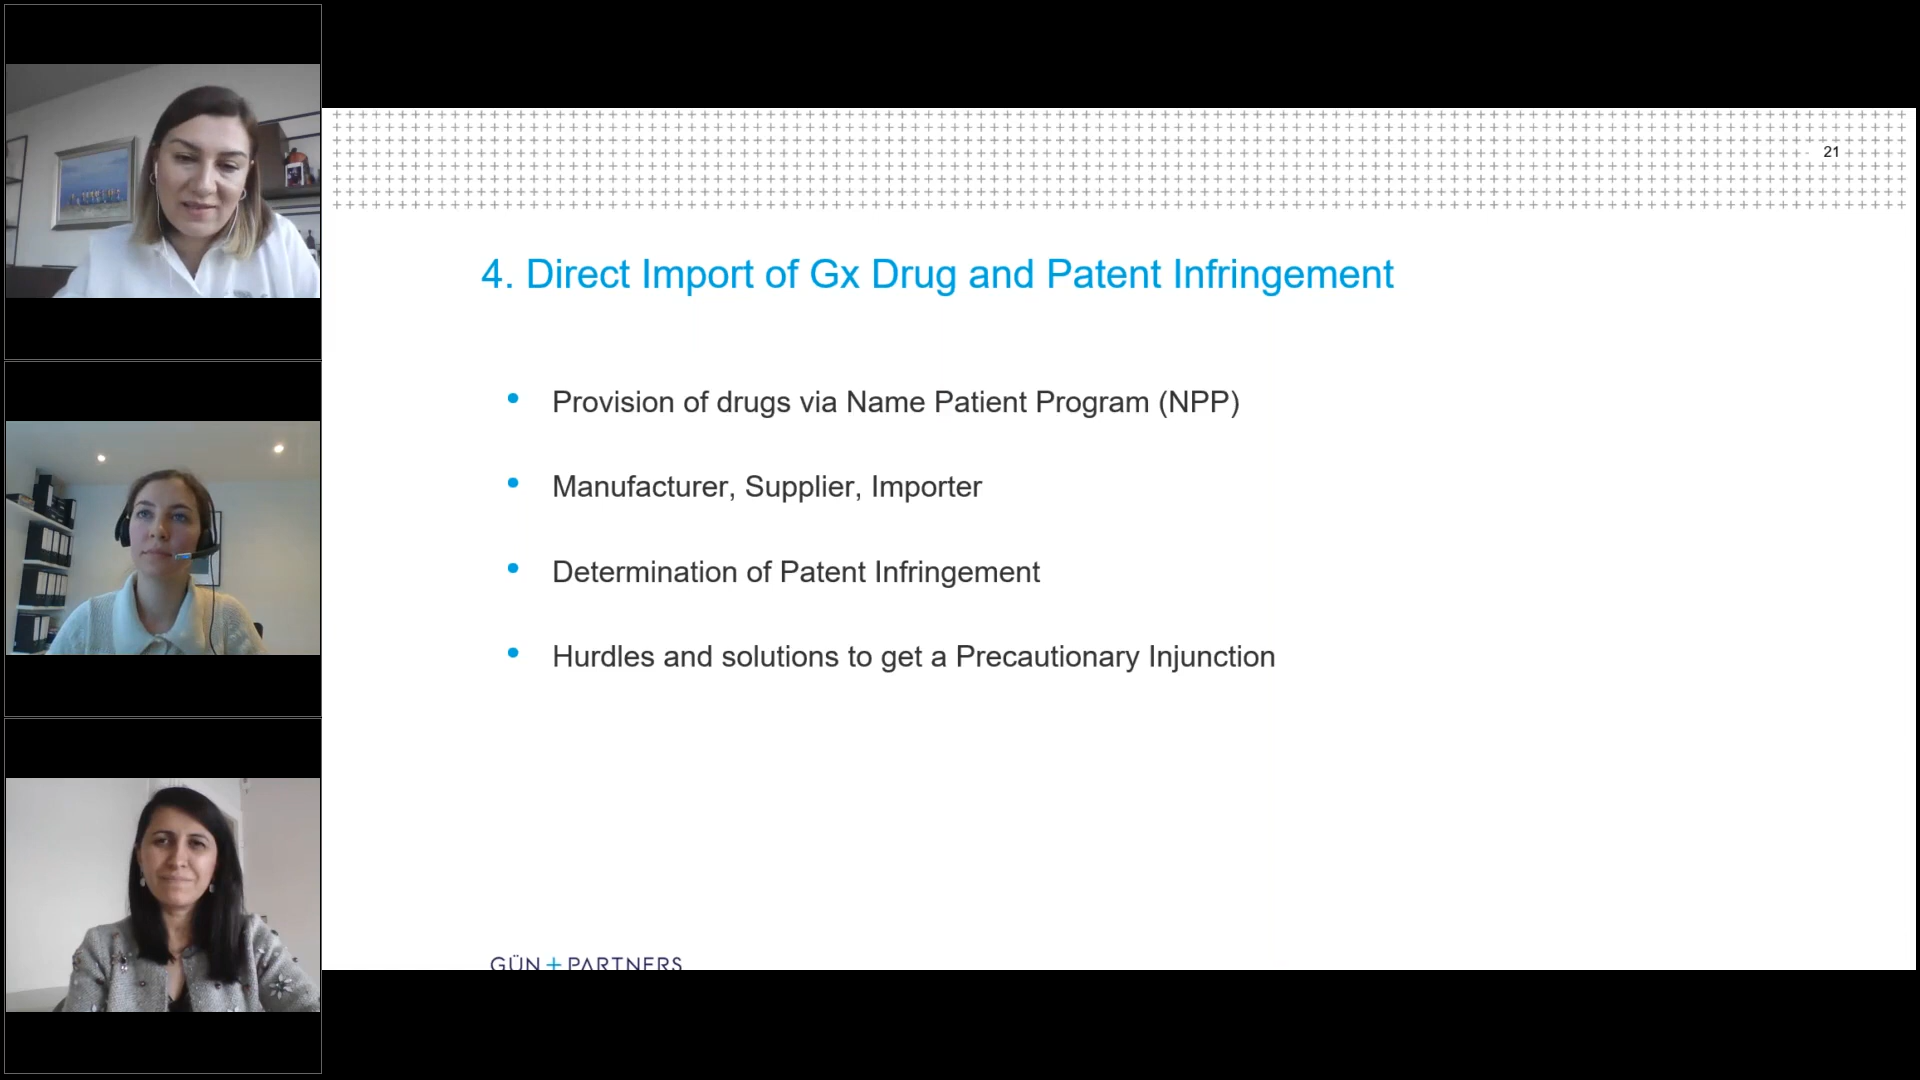 21
4. Direct Import of Gx Drug and Patent Infringement
• Provision of drugs via Name Patient Program (NPP)
• Manufacturer, Supplier, Importer
• Determination of Patent Infringement
• Hurdles and solutions to get a Precautionary Injunction
GÜN + PARTNERS